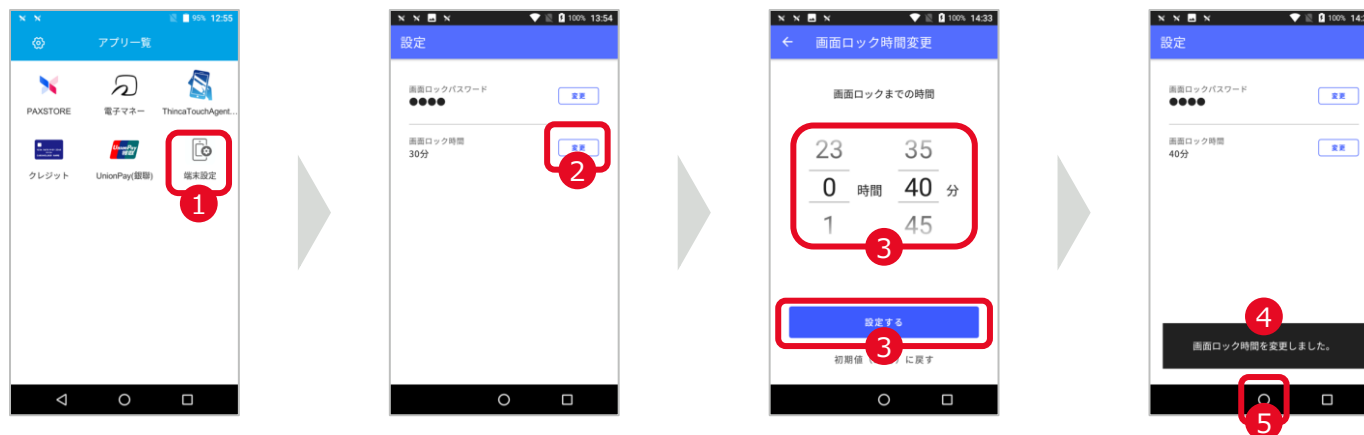 95% 12:55
アプリ一覧
PAXSTORE
電子マネー
ThincaTouchAgent...
クレジット
UnionPay(銀聯)
端末設定
1
100% 13:54
設定
画面ロックパスワード
●●●●
変更
画面ロック時間
30分
変更
2
100% 14:33
画面ロック時間変更
画面ロックまでの時間
23 35
0 時間 40 分
1 45
3
設定する
3
初期値 に戻す
100%
設定
画面ロックパスワード
●●●●
変更
画面ロック時間
40分
変更
4
画面ロック時間を変更しました。
5